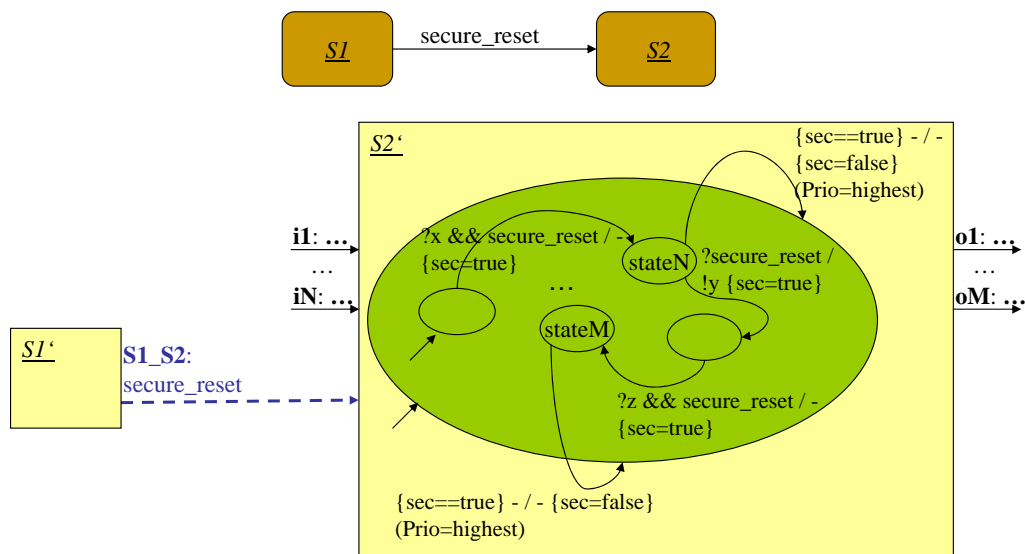 S1
secure_reset
S2
S2‘
{sec==true} - / -
{sec=false}
(Prio=highest)
i1: …
…
iN: …
?x && secure_reset / -
{sec=true}
stateN
?secure_reset /
!y {sec=true}
…
stateM
o1: …
…
oM: …
S1‘
S1_S2:
secure_reset
?z && secure_reset / -
{sec=true}
{sec==true} - / - {sec=false}
(Prio=highest)